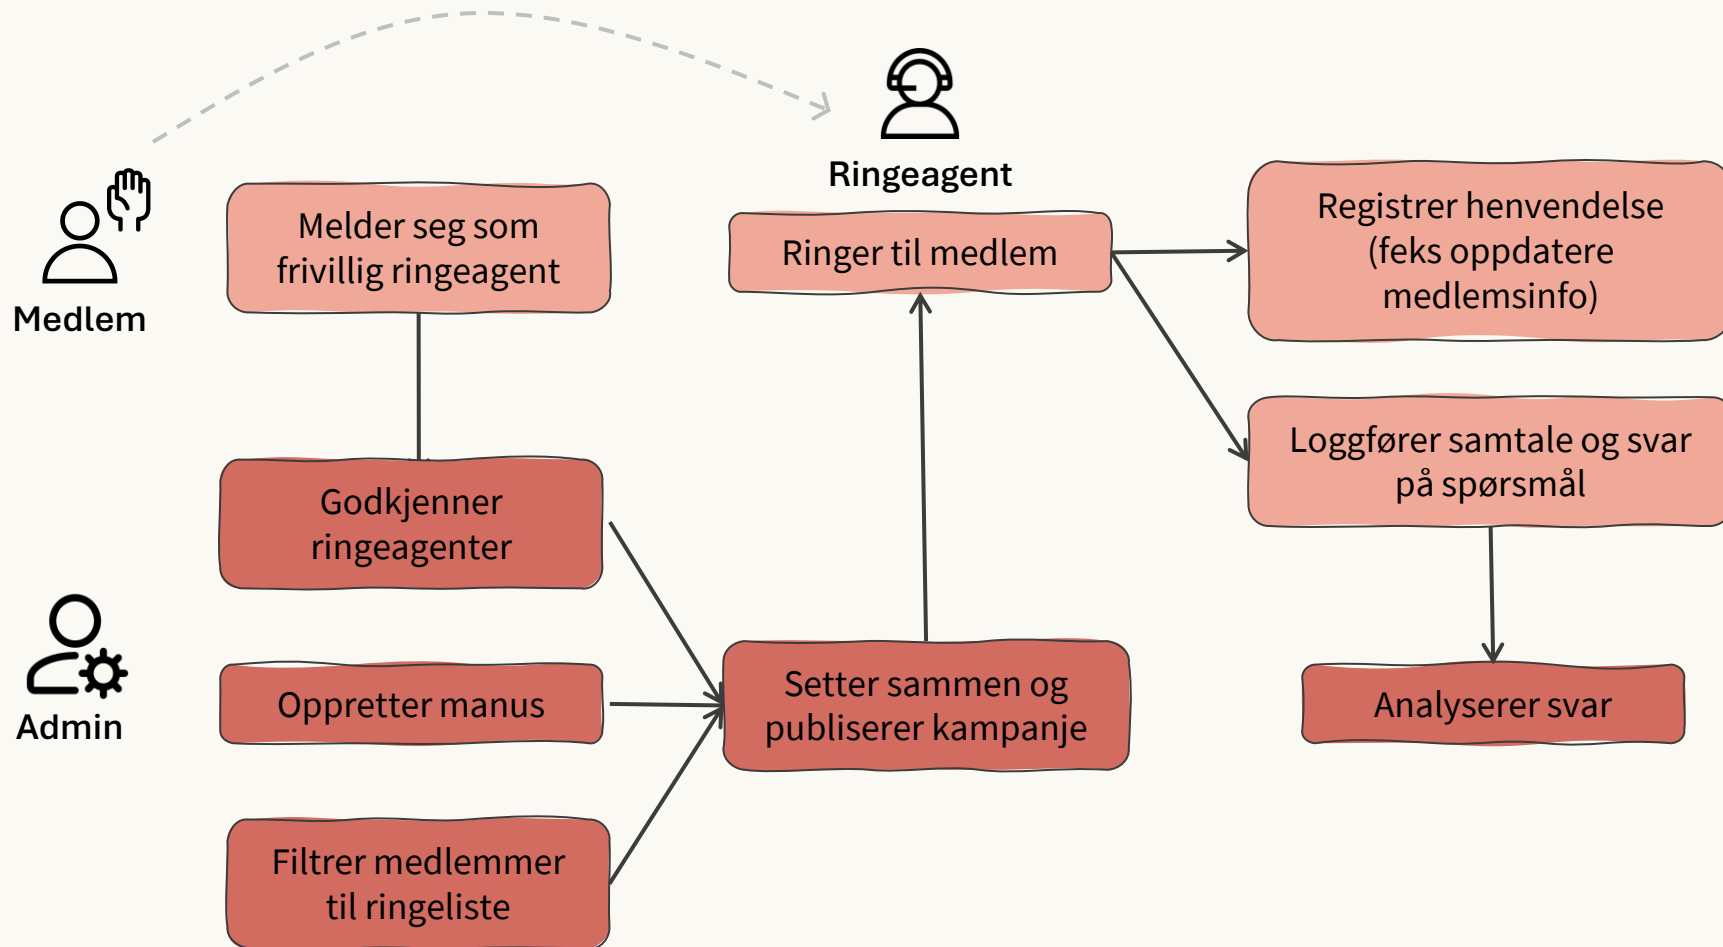 Ringeagent
Medlem
Melder seg som
frivillig ringeagent
Ringer til medlem
Registrer henvendelse
(feks oppdatere
medlemsinfo)
Loggfører samtale og svar
på spørsmål
Godkjenner
ringeagenter
Admin
Oppretter manus
Setter sammen og
publiserer kampanje
Analyserer svar
Filtrer medlemmer
til ringeliste